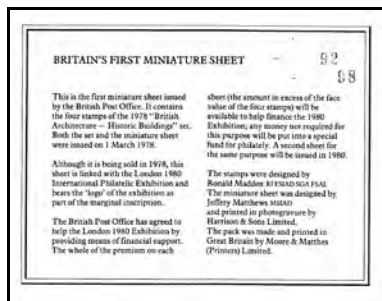 BRITAIN'S FIRST MINIATURE SHEET
92
98
This is the first miniature sheet issued
by the British Post Office. It contains
the four stamps of the 1978 "British
Architecture — Historic Buildings" set.
Both the set and the miniature sheet
were issued on 1 March 1978.
Although it is being sold in 1978, this
sheet is linked with the London 1980
International Philatelic Exhibition and
bears the 'logo' of the exhibition as
part of the marginal inscription.
The British Post Office has agreed to
help the London 1980 Exhibition by
providing means of financial support.
The whole of the premium on each
sheet (the amount in excess of the face
value of the four stamps) will be
available to help finance the 1980
Exhibition; any money not required for
this purpose will be put into a special
fund for philately. A second sheet for
the same purpose will be issued in 1980.
The stamps were designed by
Ronald Maddox
The miniature sheet was designed by
Jeffery Matthews MSIAD
and printed in photogravure by
Harrison & Sons Limited.
The pack was made and printed in
Great Britain by Moore & Matthes
(Printers) Limited.